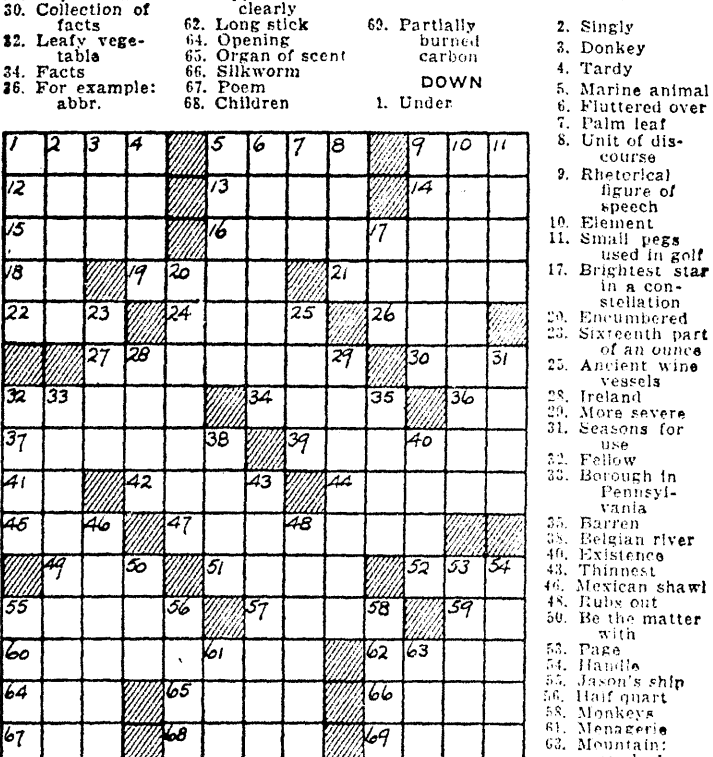 30. Collection of
facts
32. Leafy vege-
table
34. Facts
36. For example:
abbr.
clearly
62. Long stick
64. Opening
65. Organ of scent
66. Silkworm
67. Poem
68. Children
69. Partially
burned
carbon
DOWN
1. Under
2. Singly
3. Donkey
4. Tardy
5. Marine animal
6. Fluttered over
7. Palm leaf
8. Unit of dis-
course
9. Rhetorical
figure of
speech
10. Element
11. Small pegs
used in golf
17. Brightest star
in a con-
stellation
20. Encumbered
23. Sixteenth part
of an ounce
25. Ancient wine
vessels
28. Ireland
29. More severe
31. Seasons for
use
32. Fellow
33. Borough in
Pennsyl-
vania
35. Barren
38. Belgian river
40. Existence
43. Thinnest
46. Mexican shawl
48. Rubs out
50. Be the matter
with
53. Page
54. Handle
55. Jason's ship
56. Half quart
58. Monkeys
61. Menagerie
63. Mountain:
1 2 3 4 5 6 7 8 9 10 11
12 13 14
15 16 17
18 19 20 21
22 23 24 25 26
27 28 29 30 31
32 33 34 35 36
37 38 39 40
41 42 43 44
45 46 47 48
49 50 51 52 53 54
55 56 57 58 59
60 61 62 63
64 65 66
67 68 69